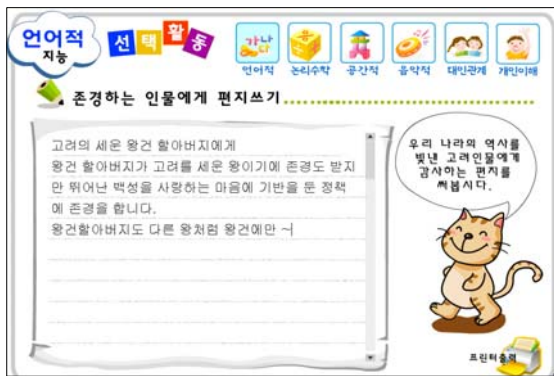 언어적
지능
선택활동
가나다
언어적 논리수학 공간적 음악적 대인관계 개인이해
존경하는 인물에게 편지쓰기
고려의 세운 왕건 할아버지에게
왕건 할아버지가 고려를 세운 왕이기에 존경도 받지
만 뛰어난 백성을 사랑하는 마음에 기반을 둔 정책
에 존경을 합니다.
왕건할아버지도 다른 왕처럼 왕건에만 ~
우리 나라의 역사를
빛낸 고려인물에게
감사하는 편지를
써봅시다.
프린터출력